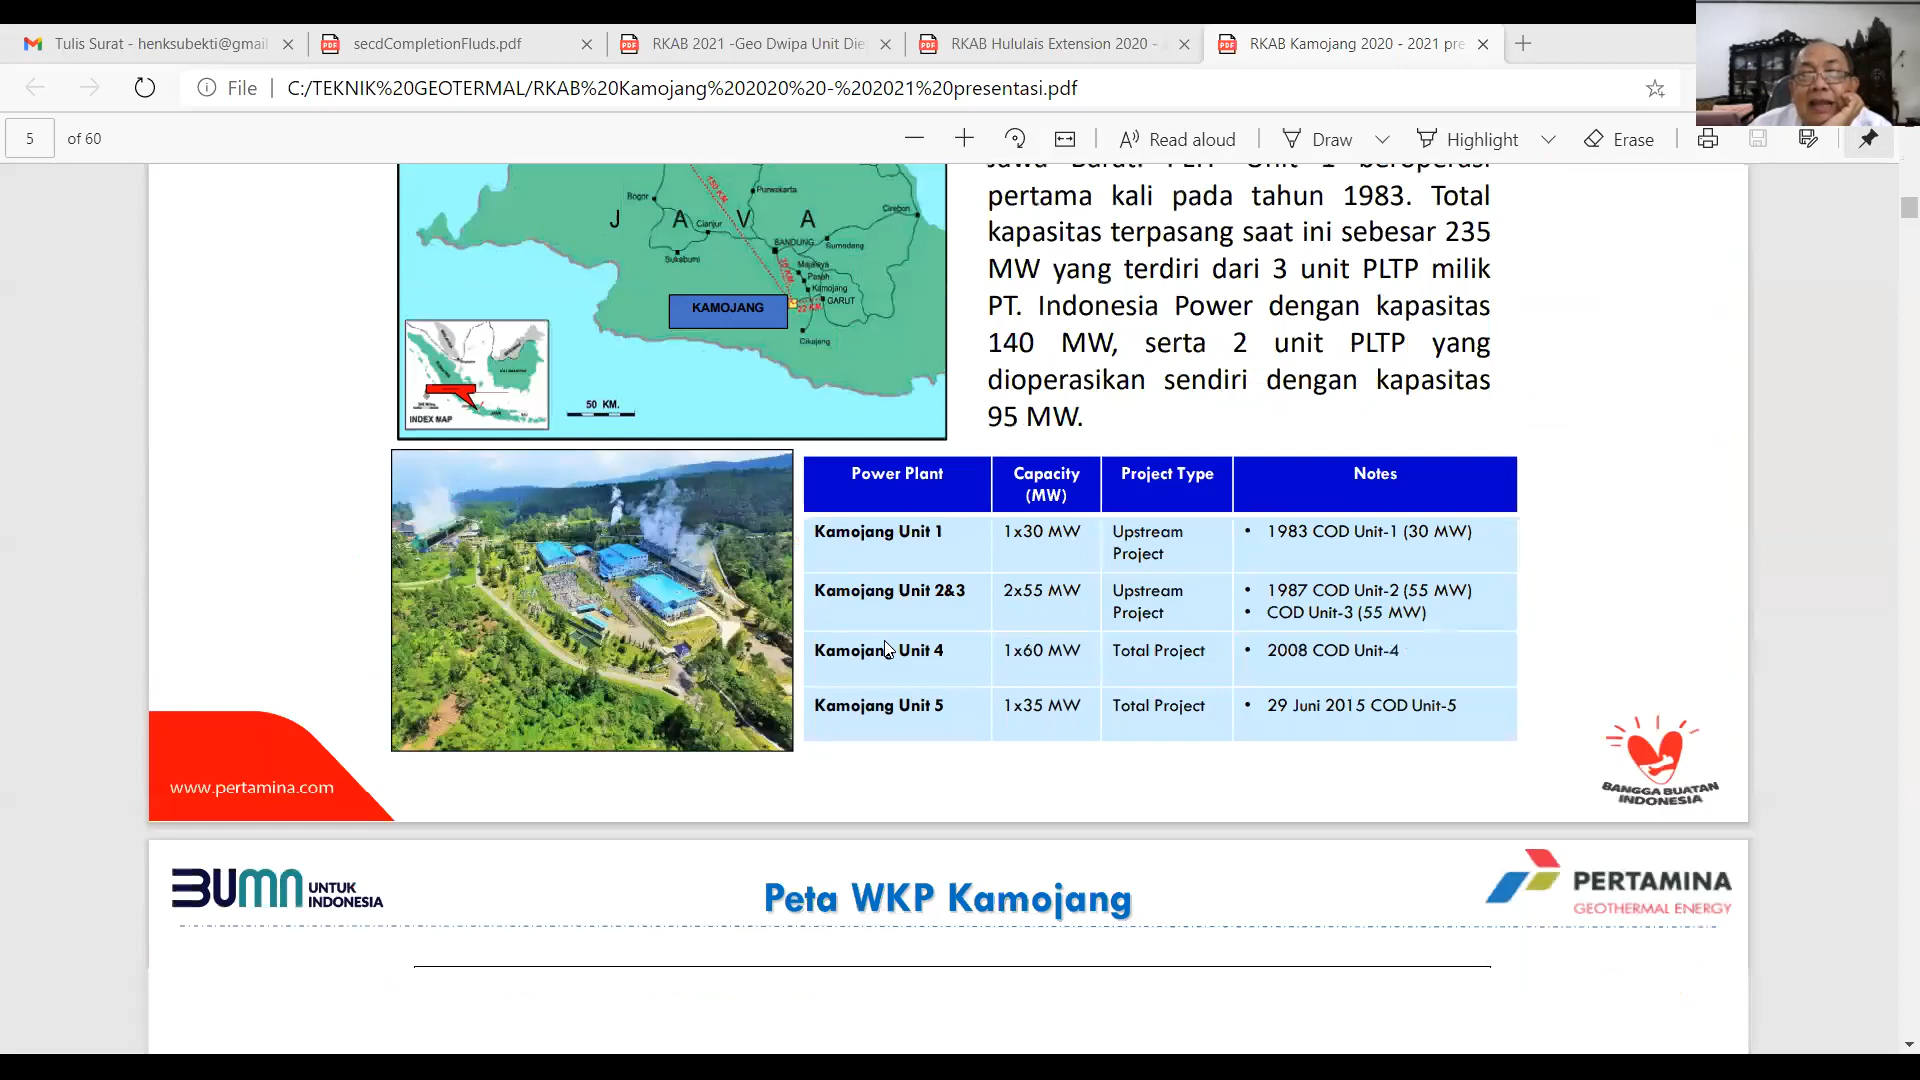 Tulis Surat - henksubekti@gmail
secdCompletionFluds.pdf
RKAB 2021 -Geo Dwipa Unit Die
RKAB Hululais Extension 2020 -
RKAB Kamojang 2020 - 2021 pre
File
C:/TEKNIK%20GEOTERMAL/RKAB%20Kamojang%202020%20-%202021%20presentasi.pdf
5 of 60
Read aloud
Draw
Highlight
Erase
150 KM.
Purwakarta
Bogor
Cirebon
J A V A
Cianjur
BANDUNG
Sumedang
Sukabumi
Majalaya
Paseh
Kamojang
GARUT
KAMOJANG
22 KM
Cikajang
50 KM.
INDEX MAP
pertama kali pada tahun 1983. Total
kapasitas terpasang saat ini sebesar 235
MW yang terdiri dari 3 unit PLTP milik
PT. Indonesia Power dengan kapasitas
140 MW, serta 2 unit PLTP yang
dioperasikan sendiri dengan kapasitas
95 MW.
Power Plant Capacity (MW) Project Type Notes
Kamojang Unit 1 1x30 MW Upstream Project • 1983 COD Unit-1 (30 MW)
Kamojang Unit 2&3 2x55 MW Upstream Project • 1987 COD Unit-2 (55 MW)
• COD Unit-3 (55 MW)
Kamojang Unit 4 1x60 MW Total Project • 2008 COD Unit-4
Kamojang Unit 5 1x35 MW Total Project • 29 Juni 2015 COD Unit-5
www.pertamina.com
BANGGA BUATAN
INDONESIA
BUMN UNTUK
INDONESIA
Peta WKP Kamojang
PERTAMINA
GEOTHERMAL ENERGY